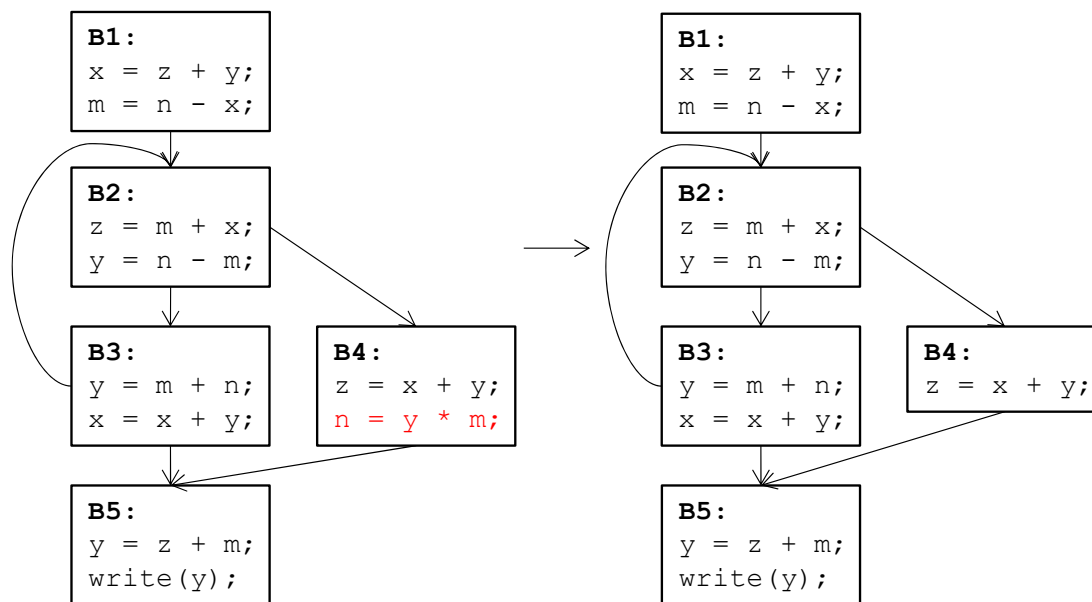 B1:
x = z + y;
m = n - x;
B2:
z = m + x;
y = n - m;
B3:
y = m + n;
x = x + y;
B4:
z = x + y;
n = y * m;
B5:
y = z + m;
write(y);
B1:
x = z + y;
m = n - x;
B2:
z = m + x;
y = n - m;
B3:
y = m + n;
x = x + y;
B4:
z = x + y;
B5:
y = z + m;
write(y);